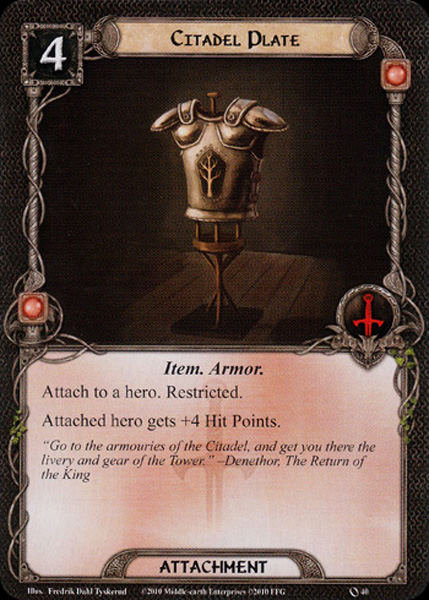 4
CITADEL PLATE
Item. Armor.
Attach to a hero. Restricted.
Attached hero gets +4 Hit Points.
“Go to the armouries of the Citadel, and get you there the
livery and gear of the Tower.” –Denethor, The Return of
the King
ATTACHMENT
Illus. Fredrik Dahl Tyskerud ©2010 Middle-earth Enterprises ©2010 FFG 40